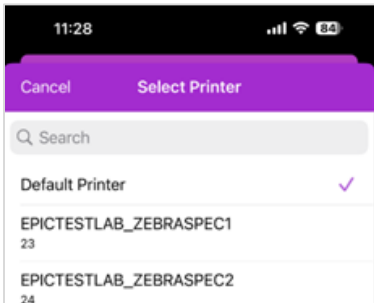 11:28
84
Cancel Select Printer
Search
Default Printer
EPICTESTLAB_ZEBRASPEC1
23
EPICTESTLAB_ZEBRASPEC2
24